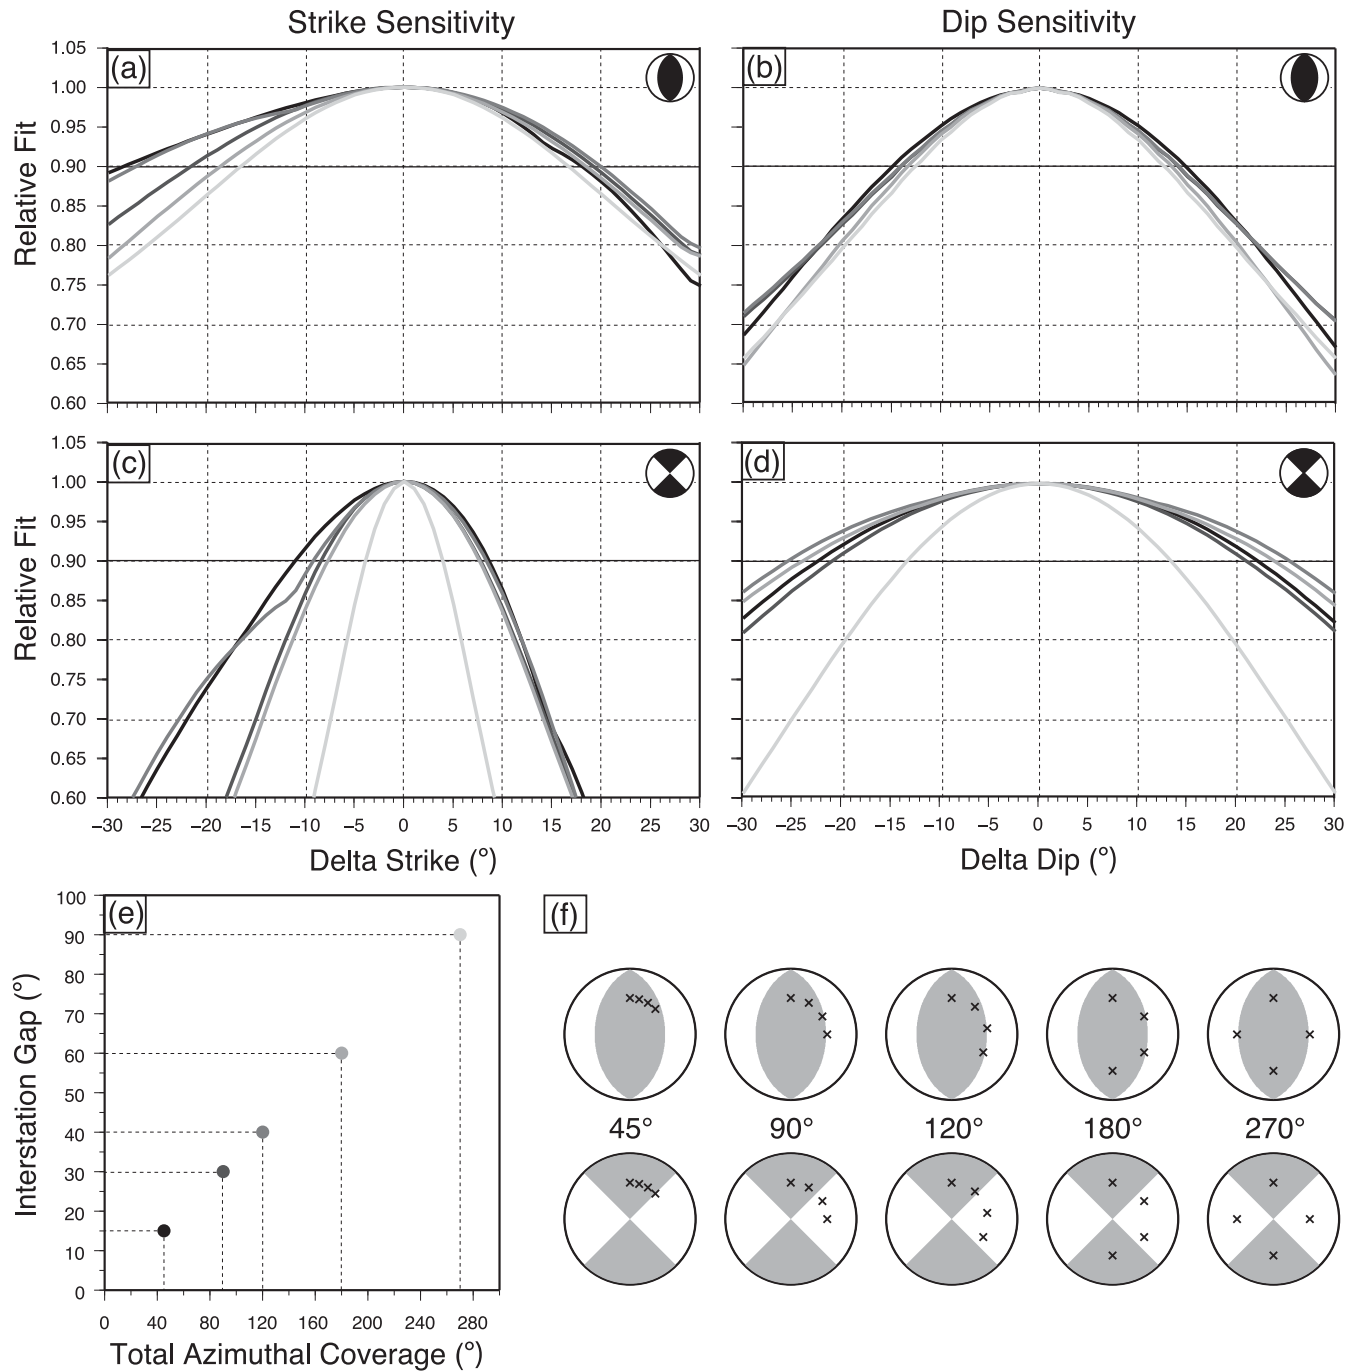 Strike Sensitivity
Dip Sensitivity
(a)
(b)
Relative Fit
1.05
1.00
0.95
0.90
0.85
0.80
0.75
0.70
0.65
0.60
(c)
(d)
Relative Fit
1.05
1.00
0.95
0.90
0.85
0.80
0.75
0.70
0.65
0.60
−30 −25 −20 −15 −10 −5 0 5 10 15 20 25 30
−30 −25 −20 −15 −10 −5 0 5 10 15 20 25 30
Delta Strike (°)
Delta Dip (°)
(e)
Interstation Gap (°)
100
90
80
70
60
50
40
30
20
10
0
0 40 80 120 160 200 240 280
Total Azimuthal Coverage (°)
(f)
45° 90° 120° 180° 270°